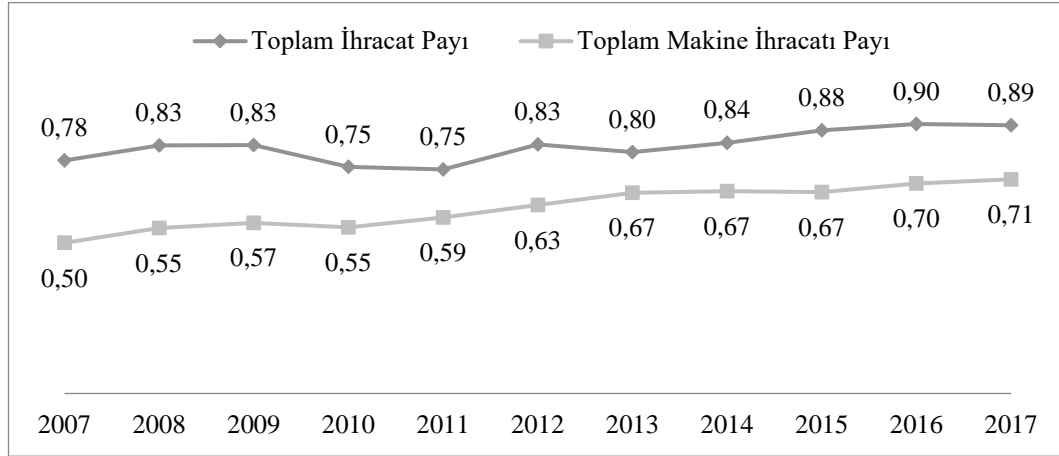 Toplam İhracat Payı Toplam Makine İhracatı Payı
0,78 0,83 0,83 0,75 0,75 0,83 0,80 0,84 0,88 0,90 0,89
0,50 0,55 0,57 0,55 0,59 0,63 0,67 0,67 0,67 0,70 0,71
2007 2008 2009 2010 2011 2012 2013 2014 2015 2016 2017